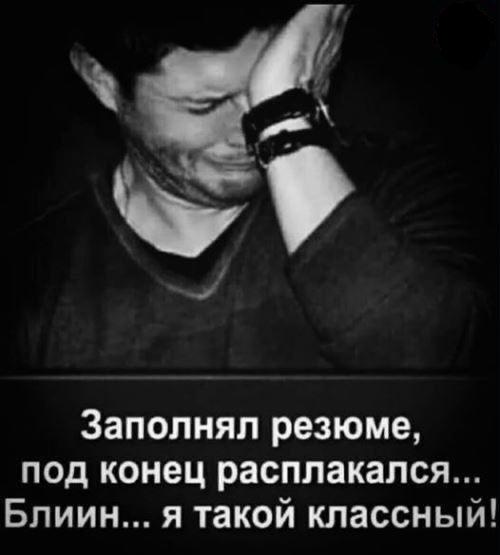 Заполнял резюме,
под конец расплакался...
Блиин... я такой классный!